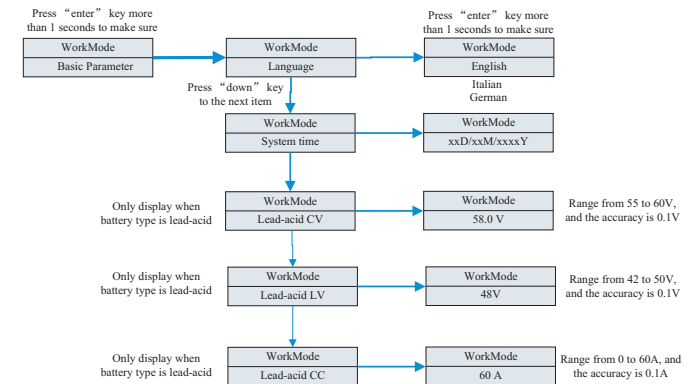 Press “enter” key more
than 1 seconds to make sure
WorkMode
Basic Parameter
WorkMode
Language
Press “enter” key more
than 1 seconds to make sure
WorkMode
English
Italian
German
Press “down” key
to the next item
WorkMode
System time
WorkMode
xxD/xxM/xxxxY
Only display when
battery type is lead-acid
WorkMode
Lead-acid CV
WorkMode
58.0 V
Range from 55 to 60V,
and the accuracy is 0.1V
Only display when
battery type is lead-acid
WorkMode
Lead-acid LV
WorkMode
48V
Range from 42 to 50V,
and the accuracy is 0.1V
Only display when
battery type is lead-acid
WorkMode
Lead-acid CC
WorkMode
60 A
Range from 0 to 60A, and
the accuracy is 0.1A